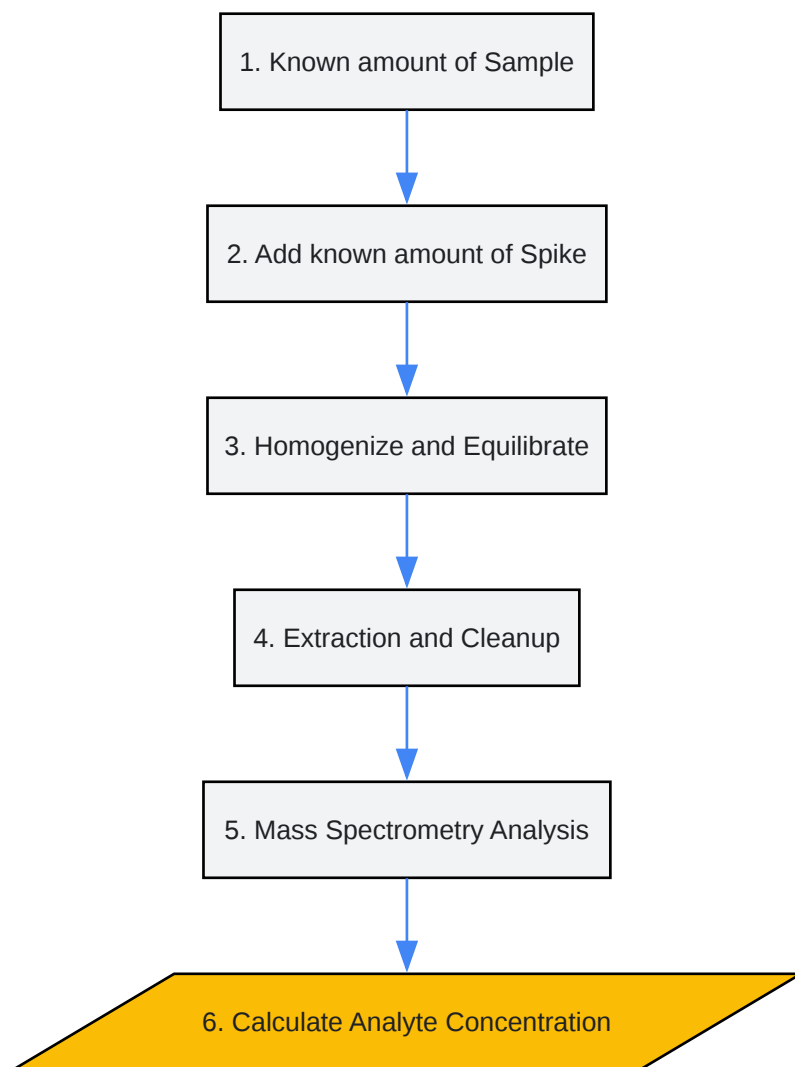 1. Known amount of Sample
2. Add known amount of Spike
3. Homogenize and Equilibrate
4. Extraction and Cleanup
5. Mass Spectrometry Analysis
6. Calculate Analyte Concentration